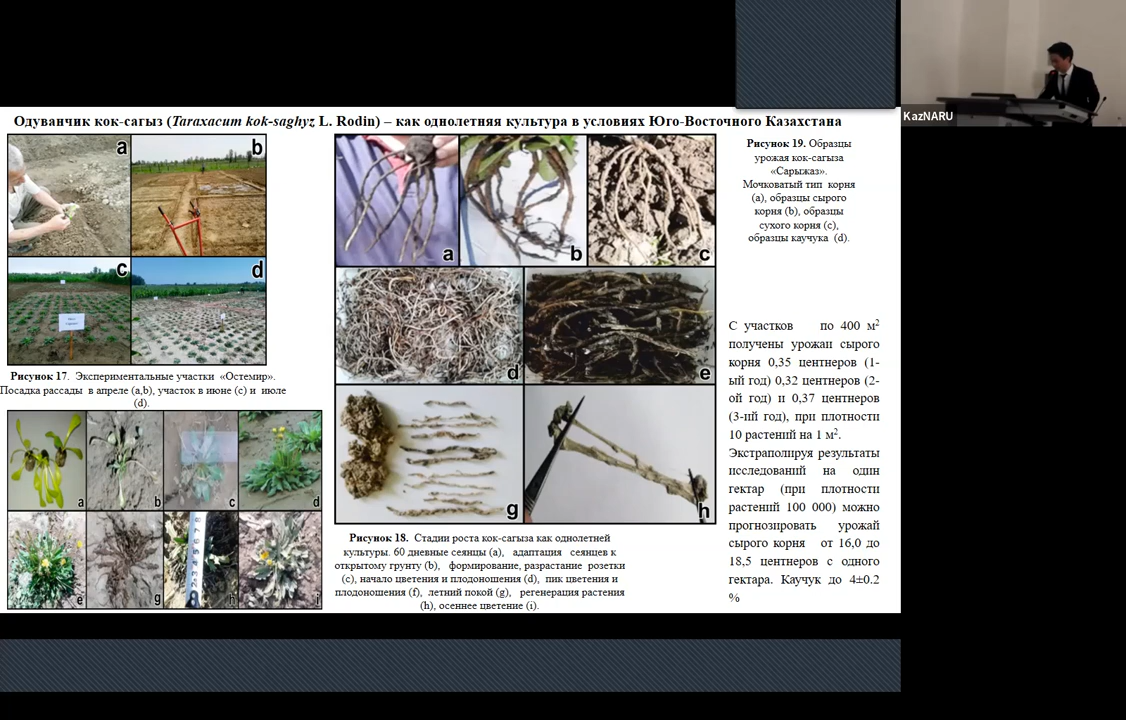 KazNARU
Одуванчик кок-сагыз (Taraxacum kok-saghyz L. Rodin) – как однолетняя культура в условиях Юго-Восточного Казахстана
a
b
c
d
Рисунок 17. Экспериментальные участки «Остемир».
Посадка рассады в апреле (a,b), участок в июне (c) и июле
(d).
a
b
c
d
e
g
h
i
a
b
c
d
e
g
h
Рисунок 18. Стадии роста кок-сагыза как однолетней
культуры. 60 дневные сеянцы (a), адаптация сеянцев к
открытому грунту (b), формирование, разрастание розетки
(c), начало цветения и плодоношения (d), пик цветения и
плодоношения (f), летний покой (g), регенерация растения
(h), осеннее цветение (i).
Рисунок 19. Образцы
урожая кок-сагыза
«Сарыжаз».
Мочковатый тип корня
(a), образцы сырого
корня (b), образцы
сухого корня (c),
образцы каучука (d).
С участков по 400 м²
получены урожаи сырого
корня 0,35 центнеров (1-
ый год) 0,32 центнеров (2-
ой год) и 0,37 центнеров
(3-ий год), при плотности
10 растений на 1 м².
Экстраполируя результаты
исследований на один
гектар (при плотности
растений 100 000) можно
прогнозировать урожай
сырого корня от 16,0 до
18,5 центнеров с одного
гектара. Каучук до 4±0.2
%